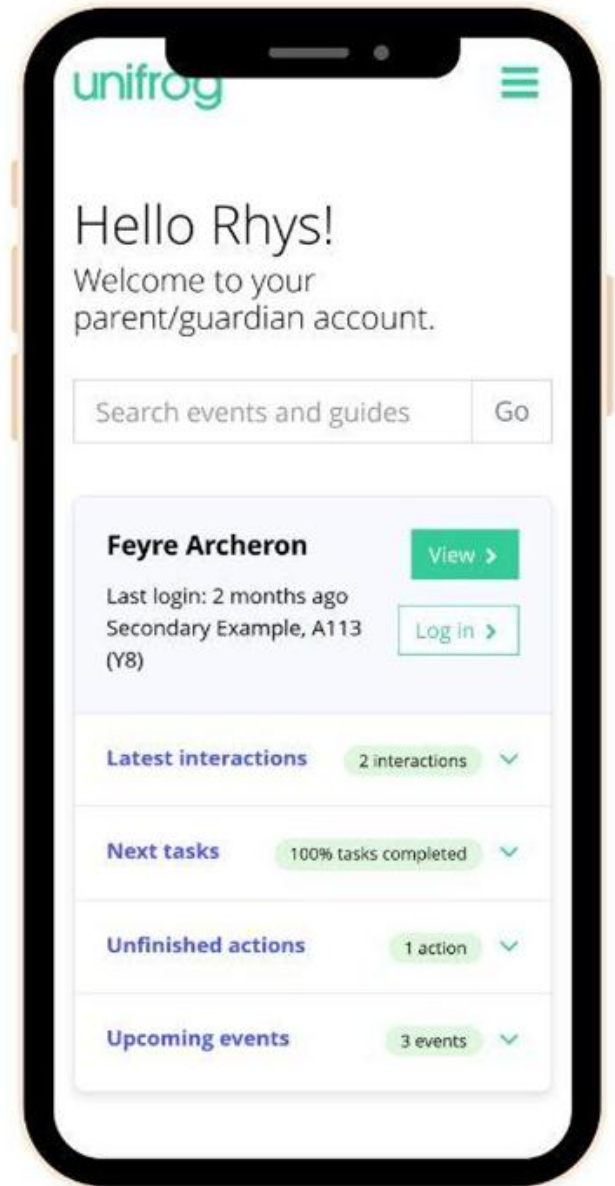 unifrog
Hello Rhys!
Welcome to your
parent/guardian account.
Search events and guides Go
Feyre Archeron View >
Last login: 2 months ago
Secondary Example, A113 Log in >
(Y8)
Latest interactions 2 interactions
Next tasks 100% tasks completed
Unfinished actions 1 action
Upcoming events 3 events